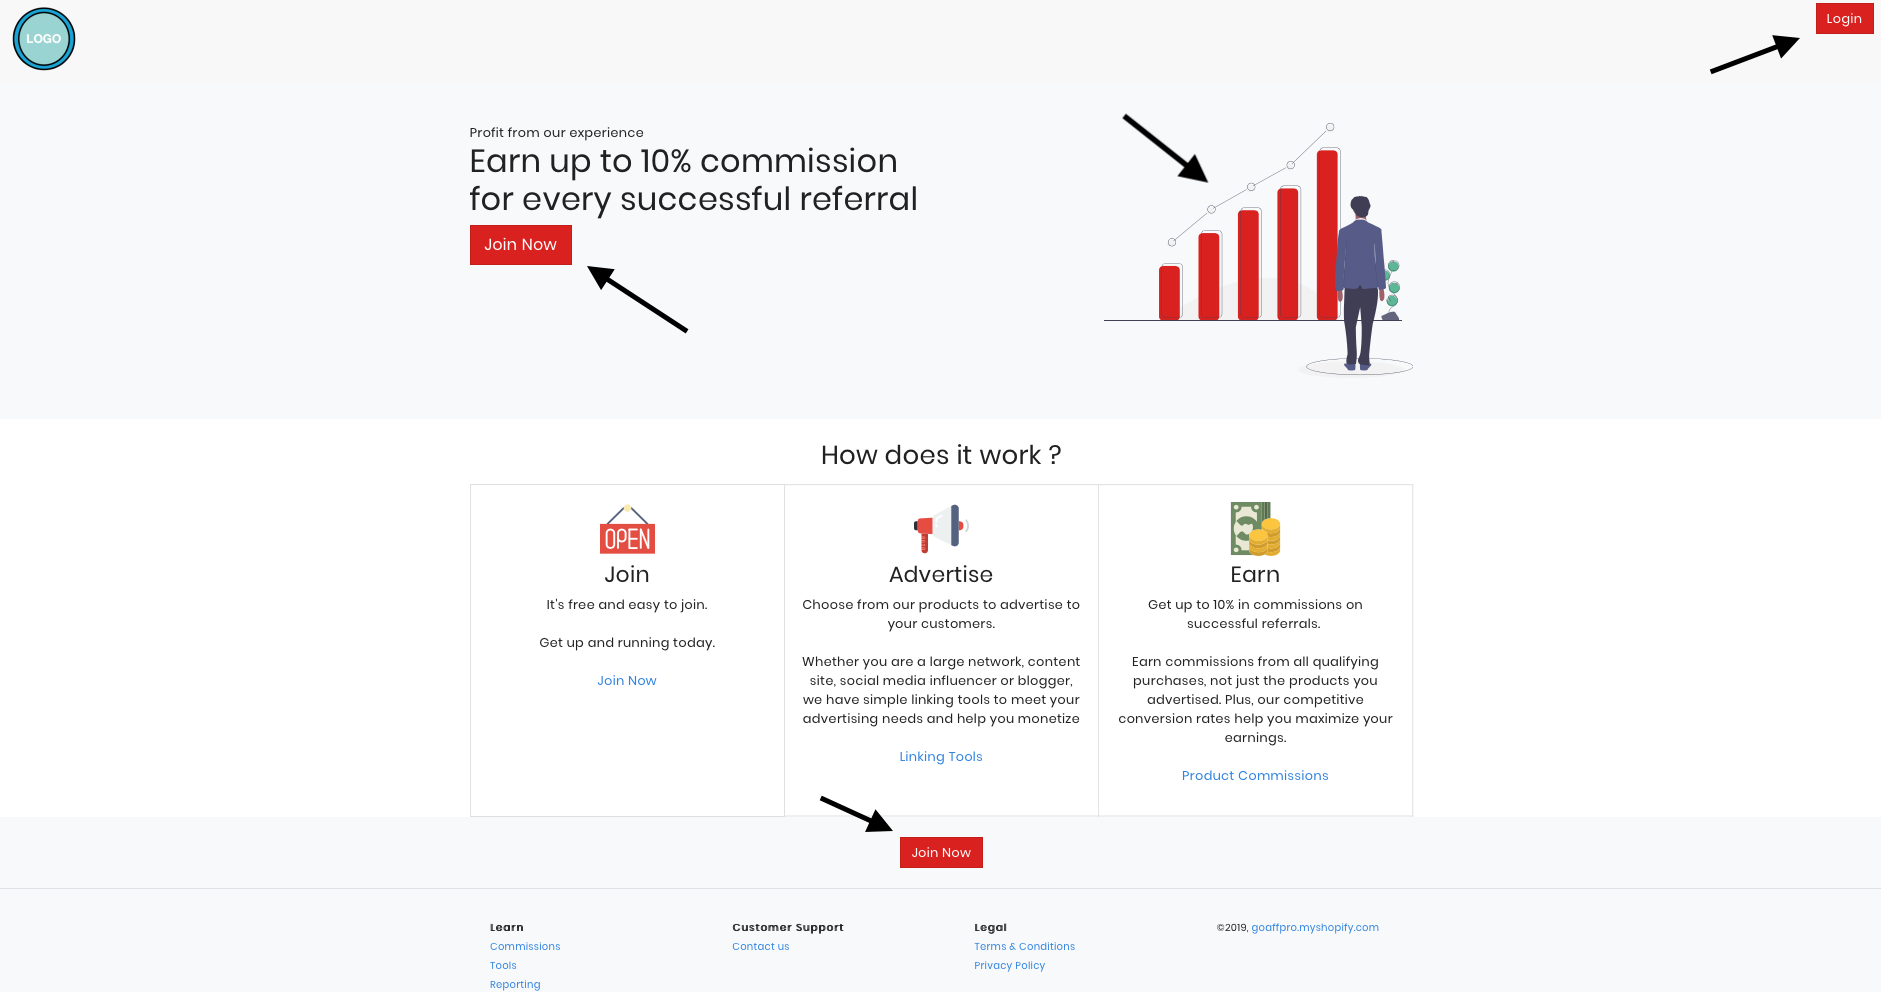 LOGO
Login
Profit from our experience
Earn up to 10% commission
for every successful referral
Join Now
How does it work ?
OPEN
Join
It's free and easy to join.
Get up and running today.
Join Now
Advertise
Choose from our products to advertise to
your customers.
Whether you are a large network, content
site, social media influencer or blogger,
we have simple linking tools to meet your
advertising needs and help you monetize
Linking Tools
Earn
Get up to 10% in commissions on
successful referrals.
Earn commissions from all qualifying
purchases, not just the products you
advertised. Plus, our competitive
conversion rates help you maximize your
earnings.
Product Commissions
Join Now
Learn
Commissions
Tools
Reporting
Customer Support
Contact us
Legal
Terms & Conditions
Privacy Policy
©2019, goaffpro.myshopify.com